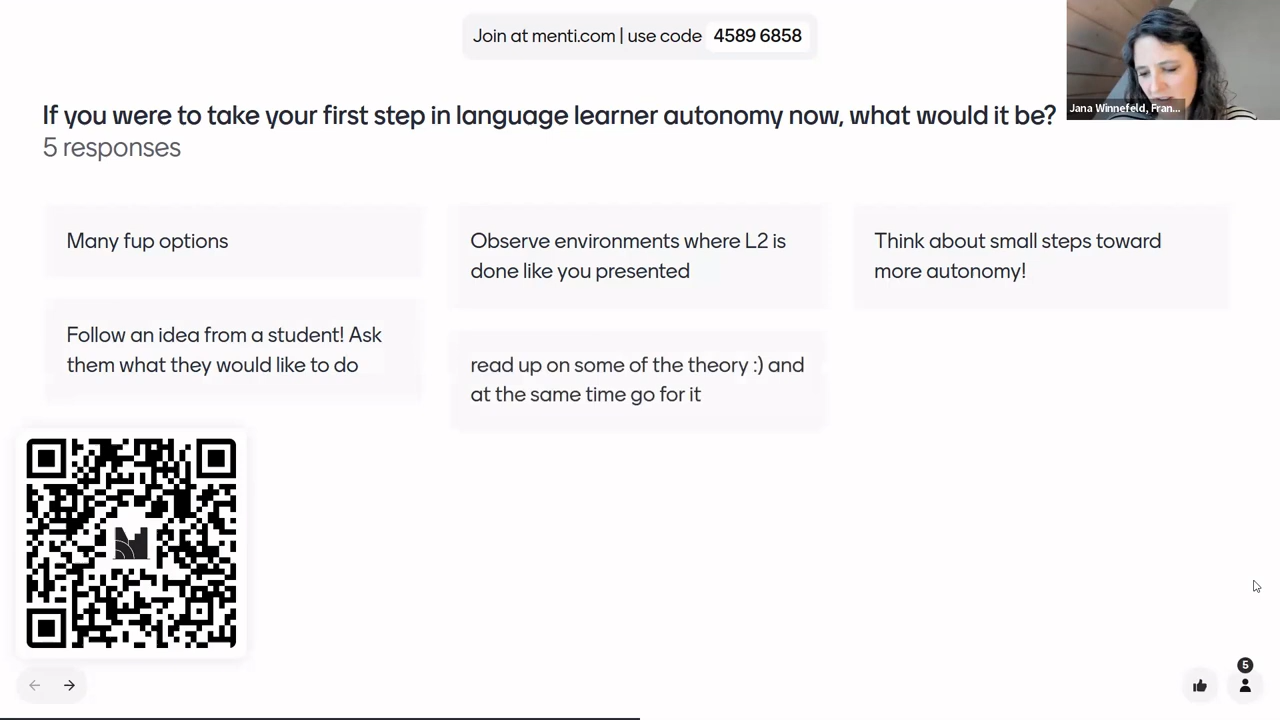 Join at menti.com | use code 4589 6858
Jana Winnefeld, Fran...
If you were to take your first step in language learner autonomy now, what would it be?
5 responses
Many fup options
Follow an idea from a student! Ask
them what they would like to do
Observe environments where L2 is
done like you presented
read up on some of the theory :) and
at the same time go for it
Think about small steps toward
more autonomy!
5